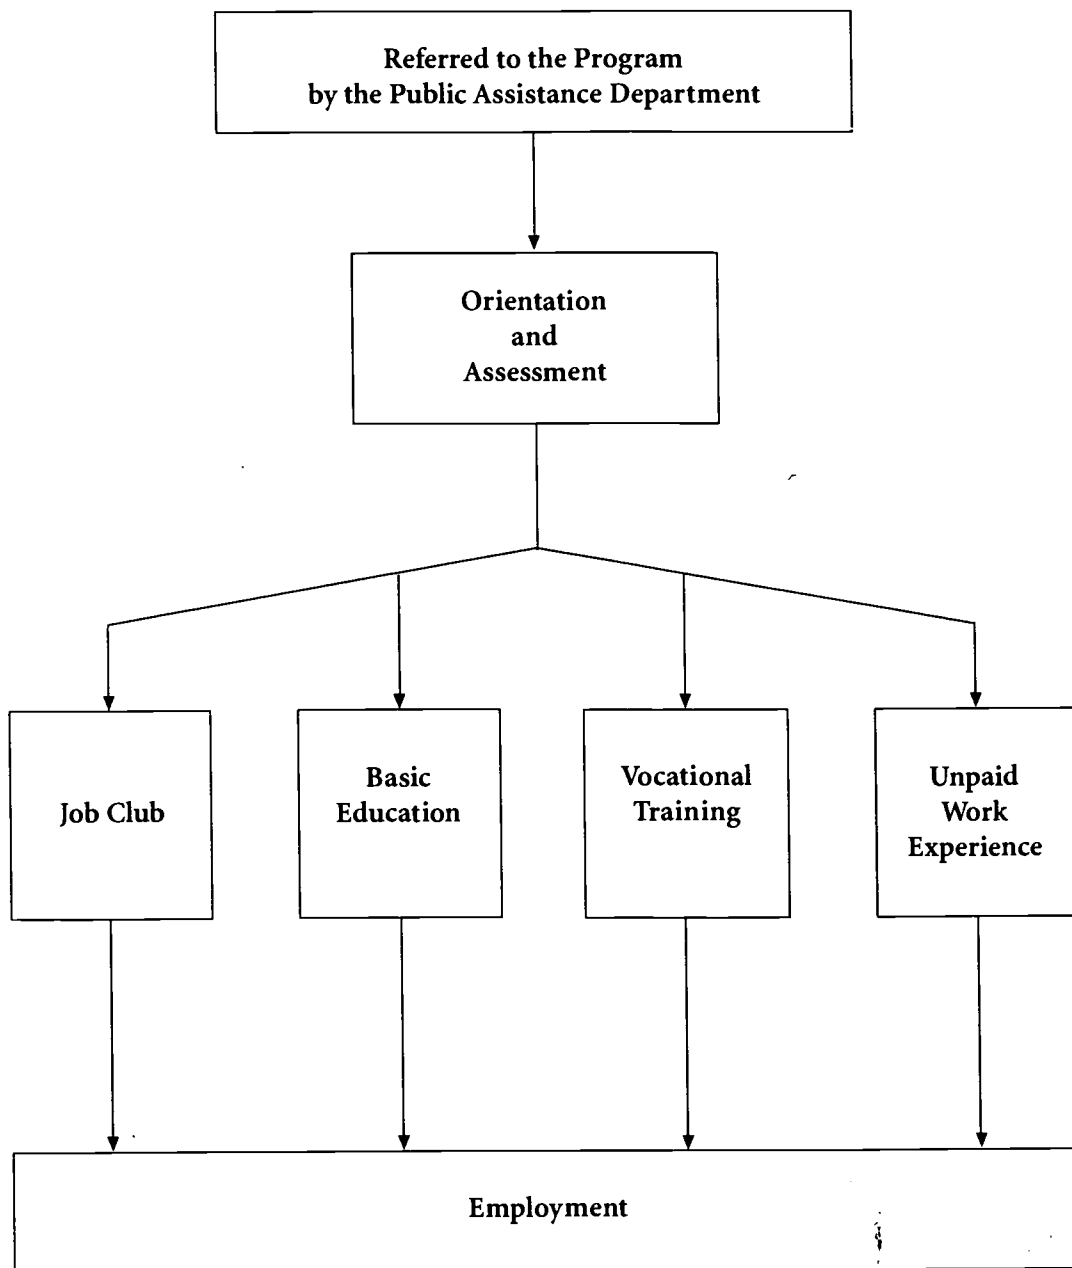 Referred to the Program
by the Public Assistance Department
Orientation
and
Assessment
Job Club
Basic
Education
Vocational
Training
Unpaid
Work
Experience
Employment